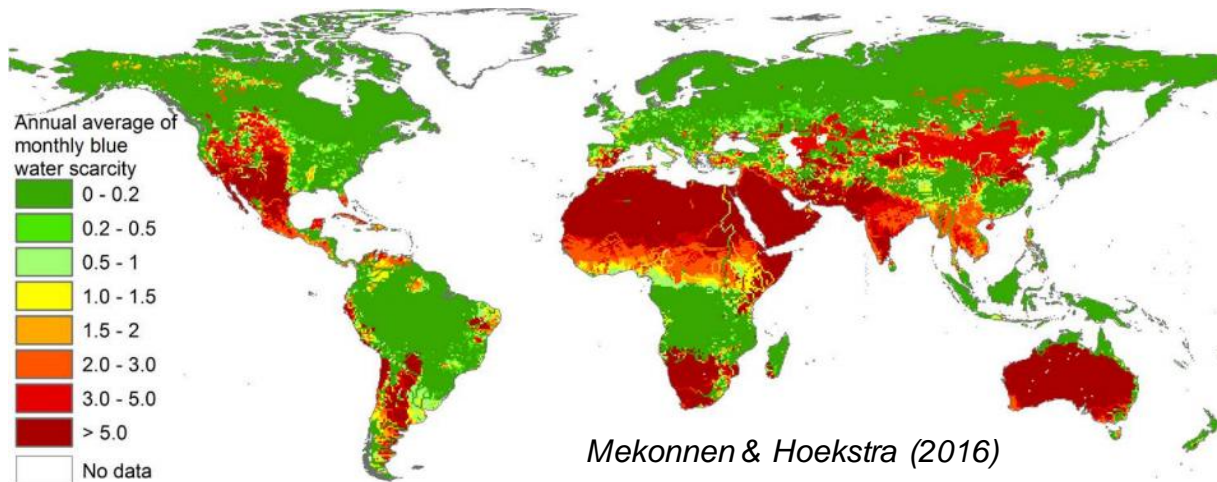 Annual average of
monthly blue
water scarcity
0 - 0.2
0.2 - 0.5
0.5 - 1
1.0 - 1.5
1.5 - 2
2.0 - 3.0
3.0 - 5.0
> 5.0
No data
Mekonnen & Hoekstra (2016)